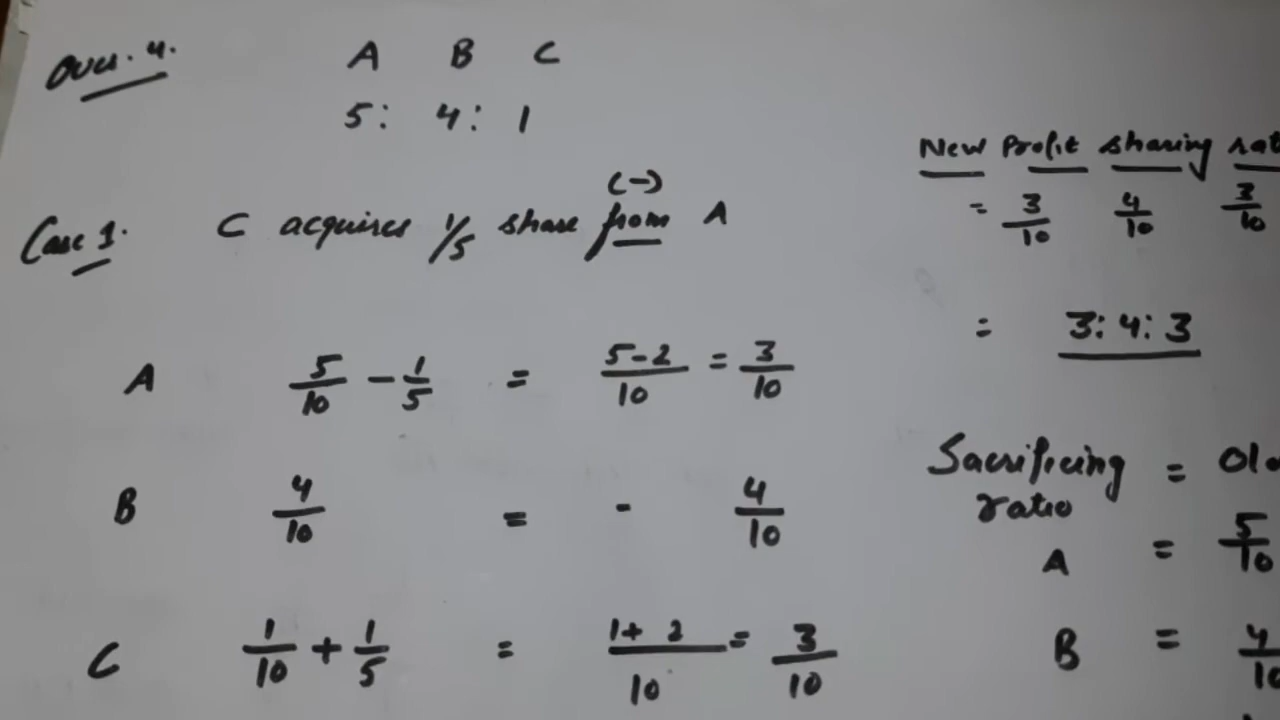 Ques. 4.
A B C
5: 4: 1
Case 1. C acquires 1/5 share from (-) A
A 5/10 - 1/5 = 5-2/10 = 3/10
B 4/10 = - 4/10
C 1/10 + 1/5 = 1+2/10 = 3/10
New Profit sharing
= 3/10 4/10 3/10
= 3:4:3
Sacrificing ratio =
A = 5/10
B = 4/10